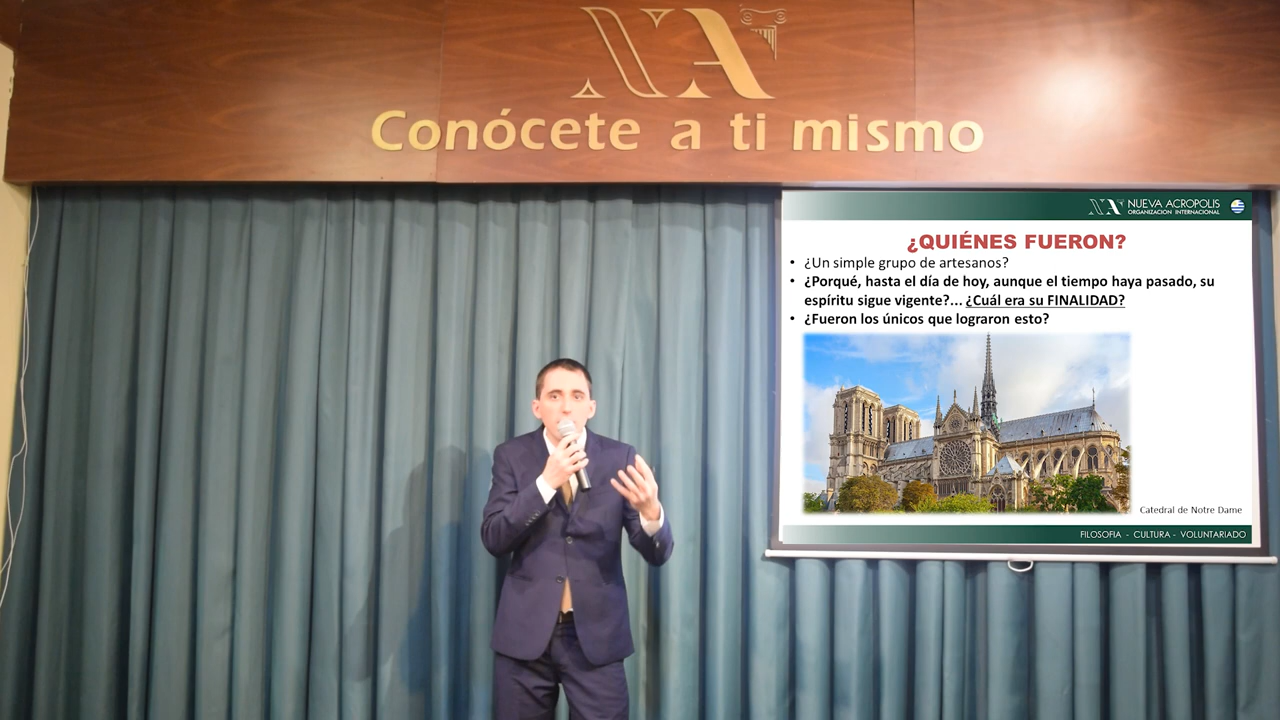 NA
Conócete a ti mismo
NA NUEVA ACROPOLIS
ORGANIZACION INTERNACIONAL
¿QUIÉNES FUERON?
• ¿Un simple grupo de artesanos?
• ¿Porqué, hasta el día de hoy, aunque el tiempo haya pasado, su
espíritu sigue vigente?... ¿Cuál era su FINALIDAD?
• ¿Fueron los únicos que lograron esto?
Catedral de Notre Dame
FILOSOFIA - CULTURA - VOLUNTARIADO